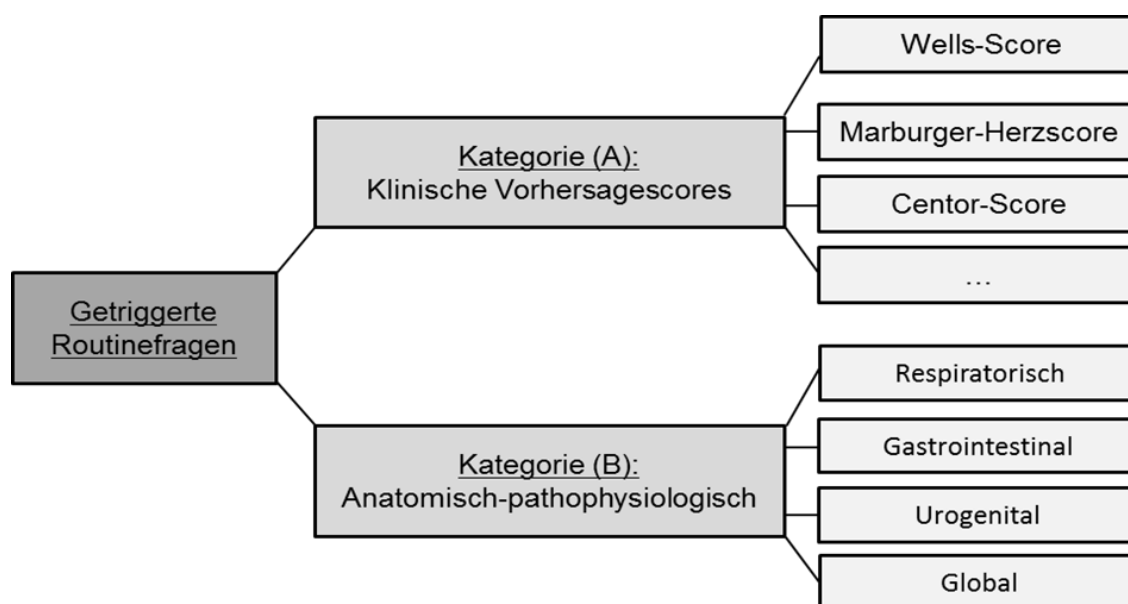 Getriggerte
Routinefragen
Kategorie (A):
Klinische Vorhersagescores
Wells-Score
Marburger-Herzscore
Centor-Score
...
Kategorie (B):
Anatomisch-pathophysiologisch
Respiratorisch
Gastrointestinal
Urogenital
Global